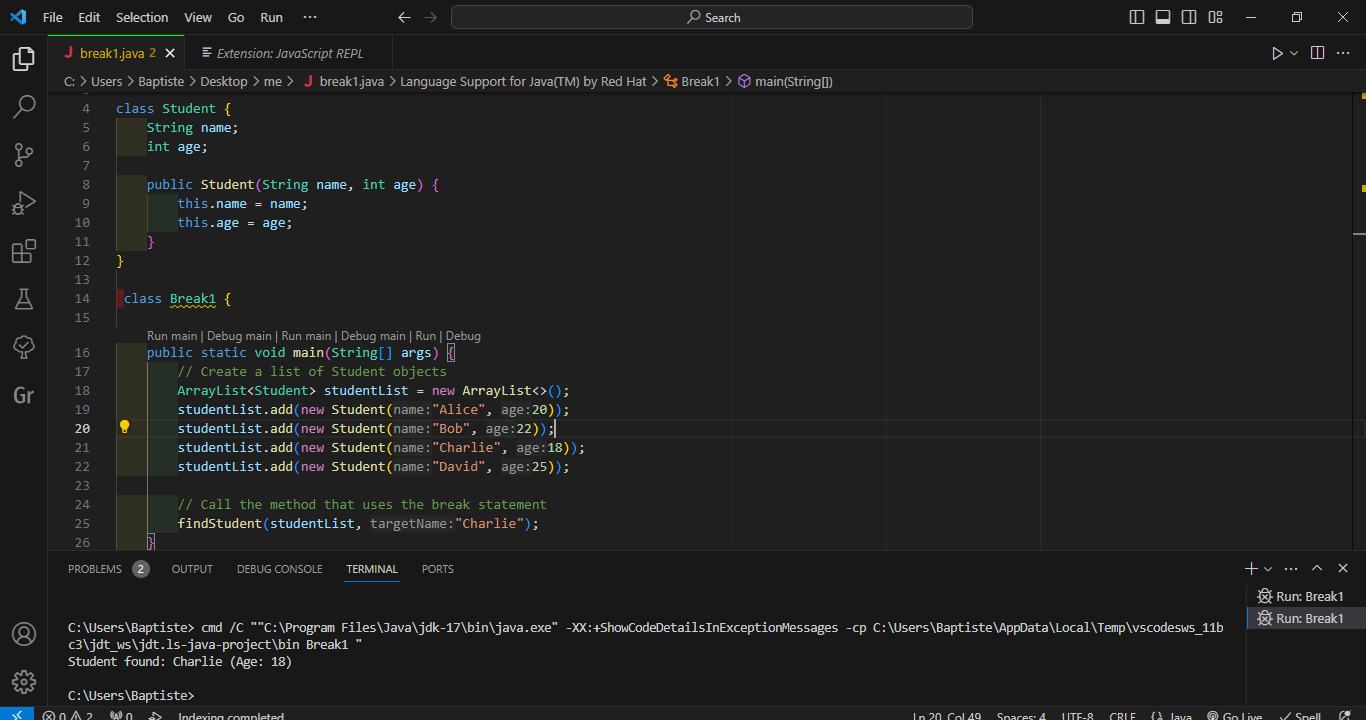 File Edit Selection View Go Run ··· Search
J break1.java 2 Extension: JavaScript REPL
C: > Users > Baptiste > Desktop > me > J break1.java > Language Support for Java(TM) by Red Hat > Break1 > main(String[])
4 class Student {
5 String name;
6 int age;
7
8 public Student(String name, int age) {
9 this.name = name;
10 this.age = age;
11 }
12 }
13
14 class Break1 {
15
Run main | Debug main | Run main | Debug main | Run | Debug
16 public static void main(String[] args) {
17 // Create a list of Student objects
18 ArrayList<Student> studentList = new ArrayList<>();
19 studentList.add(new Student(name:"Alice", age:20));
20 studentList.add(new Student(name:"Bob", age:22));
21 studentList.add(new Student(name:"Charlie", age:18));
22 studentList.add(new Student(name:"David", age:25));
23
24 // Call the method that uses the break statement
25 findStudent(studentList, targetName:"Charlie");
26 }
Gr
PROBLEMS 2 OUTPUT DEBUG CONSOLE TERMINAL PORTS
Run: Break1
Run: Break1
C:\Users\Baptiste> cmd /C ""C:\Program Files\Java\jdk-17\bin\java.exe" -XX:+ShowCodeDetailsInExceptionMessages -cp C:\Users\Baptiste\AppData\Local\Temp\vscodesws_11b
c3\jdt_ws\jdt.ls-java-project\bin Break1 "
Student found: Charlie (Age: 18)
C:\Users\Baptiste>
0 2 0 Indexing completed Ln 20, Col 49 Spaces: 4 UTF-8 CRLF {} Java Go Live Spell